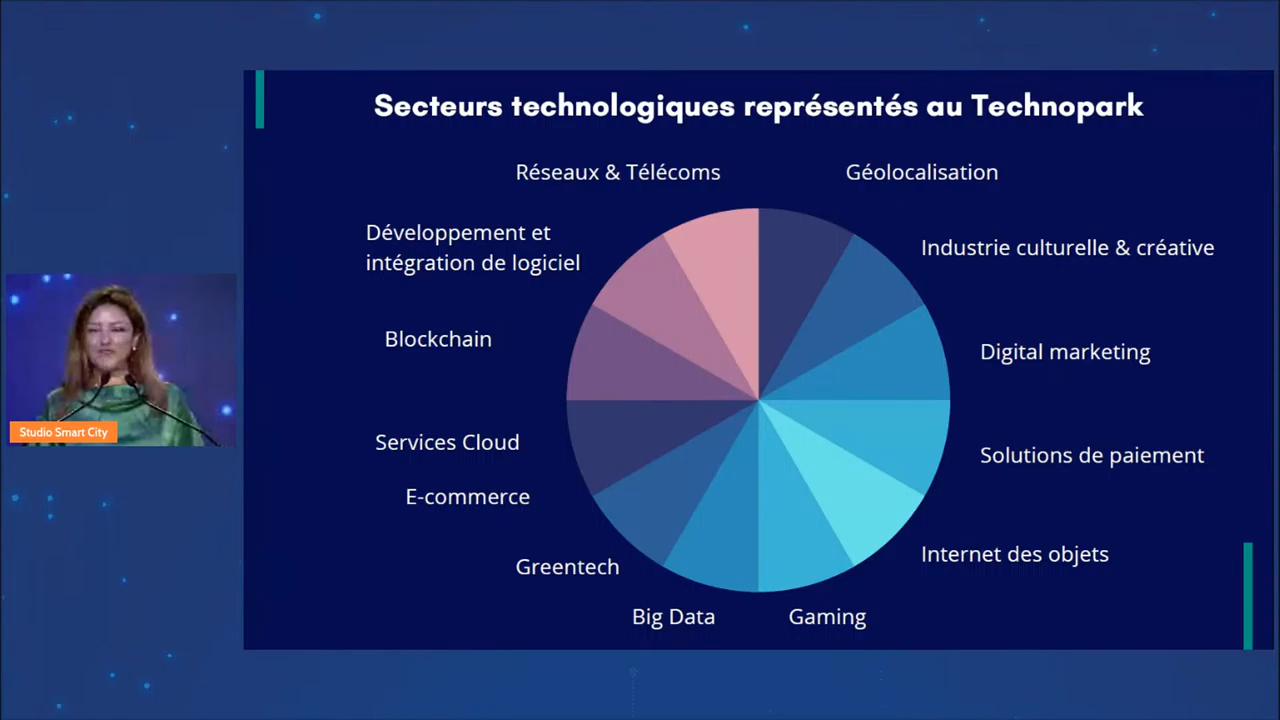 Secteurs technologiques représentés au Technopark
Réseaux & Télécoms
Géolocalisation
Développement et
intégration de logiciel
Industrie culturelle & créative
Blockchain
Digital marketing
Services Cloud
Solutions de paiement
E-commerce
Internet des objets
Greentech
Big Data
Gaming
Studio Smart City